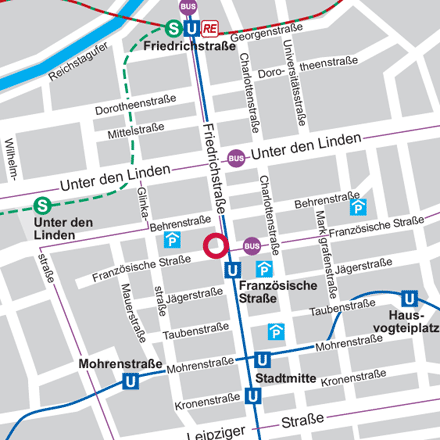 BUS
S
U
RE
Friedrichstraße
Georgenstraße
Reichstagufer
Charlottenstraße
Doro-
theenstraße
Universitätsstraße
Dorotheenstraße
Mittelstraße
Friedrichstraße
Wilhelm-
straße
Unter den Linden
BUS
Unter den Linden
Glinka-
straße
Charlottenstraße
S
Unter den
Linden
Behrenstraße
Behrenstraße
P
P
Markgrafenstraße
Französische Straße
BUS
Französische Straße
U
P
Jägerstraße
Französische
Straße
Mauerstraße
Jägerstraße
U
Haus-
vogteiplatz
Taubenstraße
Taubenstraße
P
Mohrenstraße
Mohrenstraße
U
Mohrenstraße
U
Stadtmitte
Kronenstraße
Kronenstraße
U
Leipziger Straße